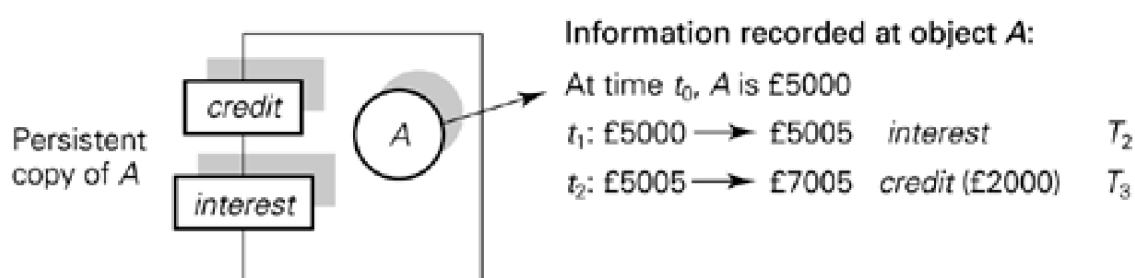 Information recorded at object A:
At time t₀, A is £5000
t₁: £5000 → £5005 interest T₂
t₂: £5005 → £7005 credit (£2000) T₃
Persistent
copy of A
credit
interest
A